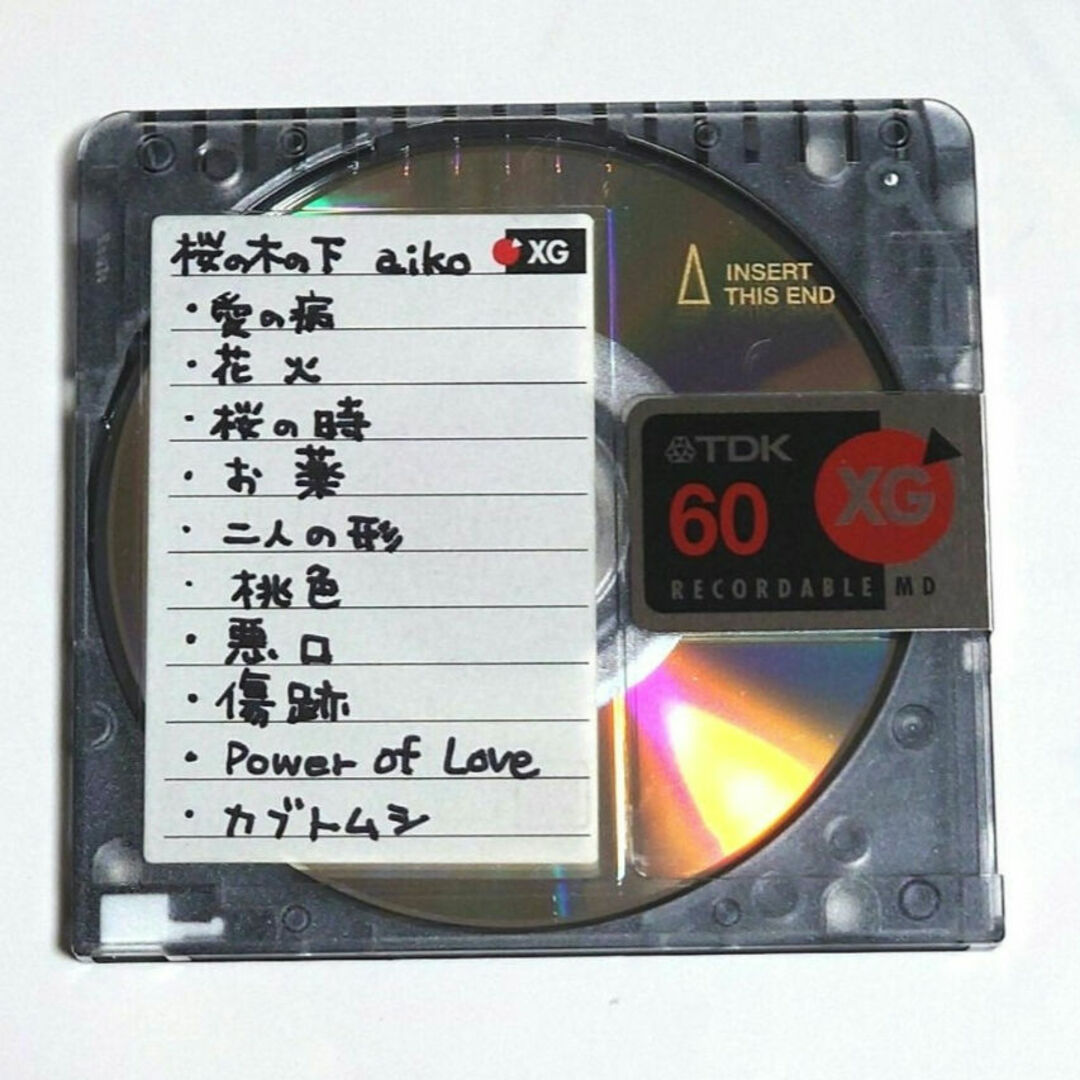 桜の木の下 aiko XG
・愛の病
・花火
・桜の時
・お薬
・二人の形
・桃色
・悪口
・傷跡
・Power of Love
・カブトムシ
INSERT
THIS END
TDK
60
XG
RECORDABLE MD